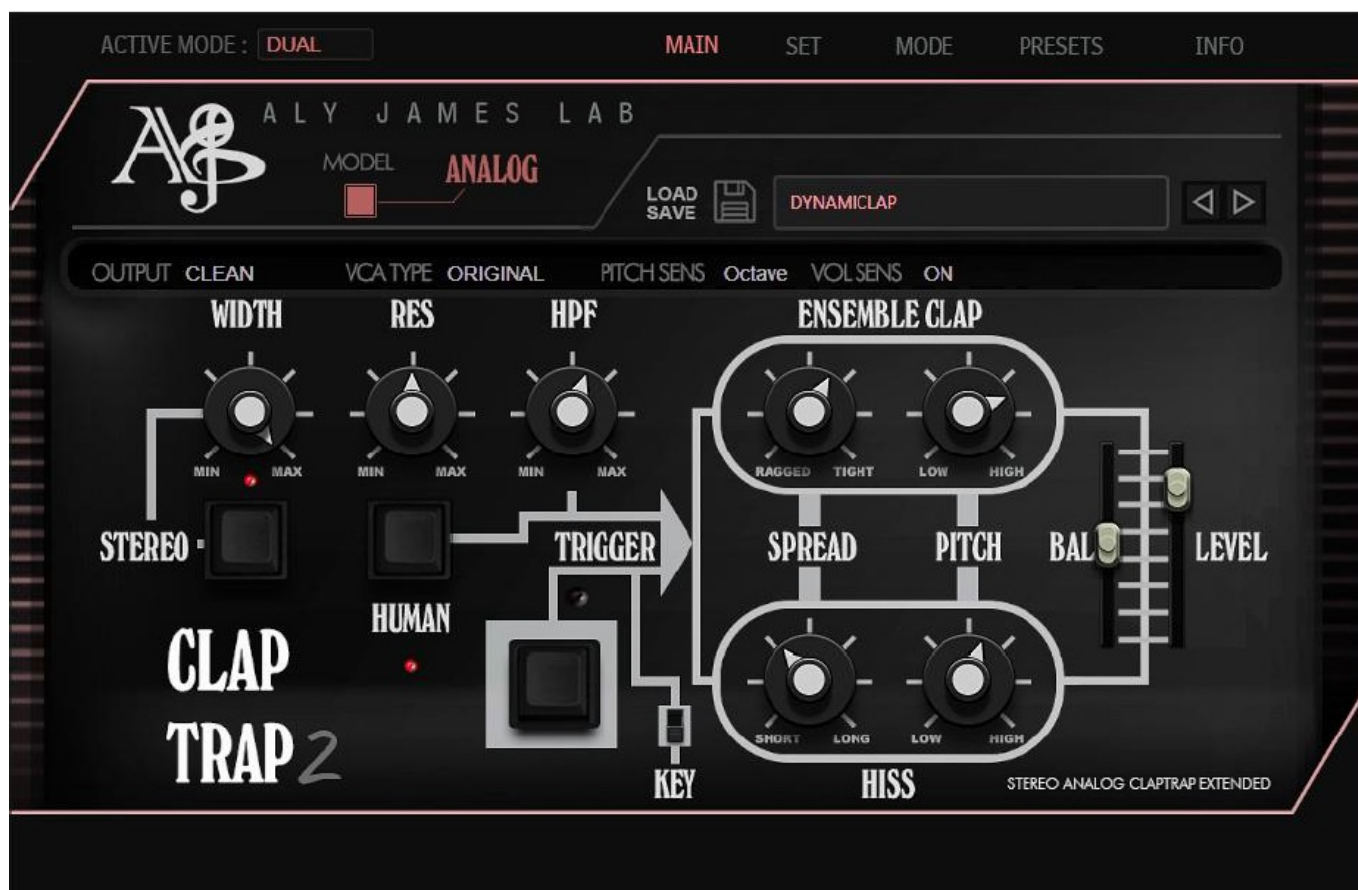 ACTIVE MODE : DUAL MAIN SET MODE PRESETS INFO
ALY JAMES LAB
MODEL ANALOG
LOAD SAVE DYNAMICLAP
OUTPUT CLEAN VCA TYPE ORIGINAL PITCH SENS Octave VOL SENS ON
WIDTH RES HPF ENSEMBLE CLAP
MIN MAX MIN MAX MIN MAX RAGGED TIGHT LOW HIGH
STEREO TRIGGER SPREAD PITCH BAL LEVEL
HUMAN
CLAP
TRAP 2
SHORT LONG LOW HIGH
KEY HISS STEREO ANALOG CLAPTRAP EXTENDED